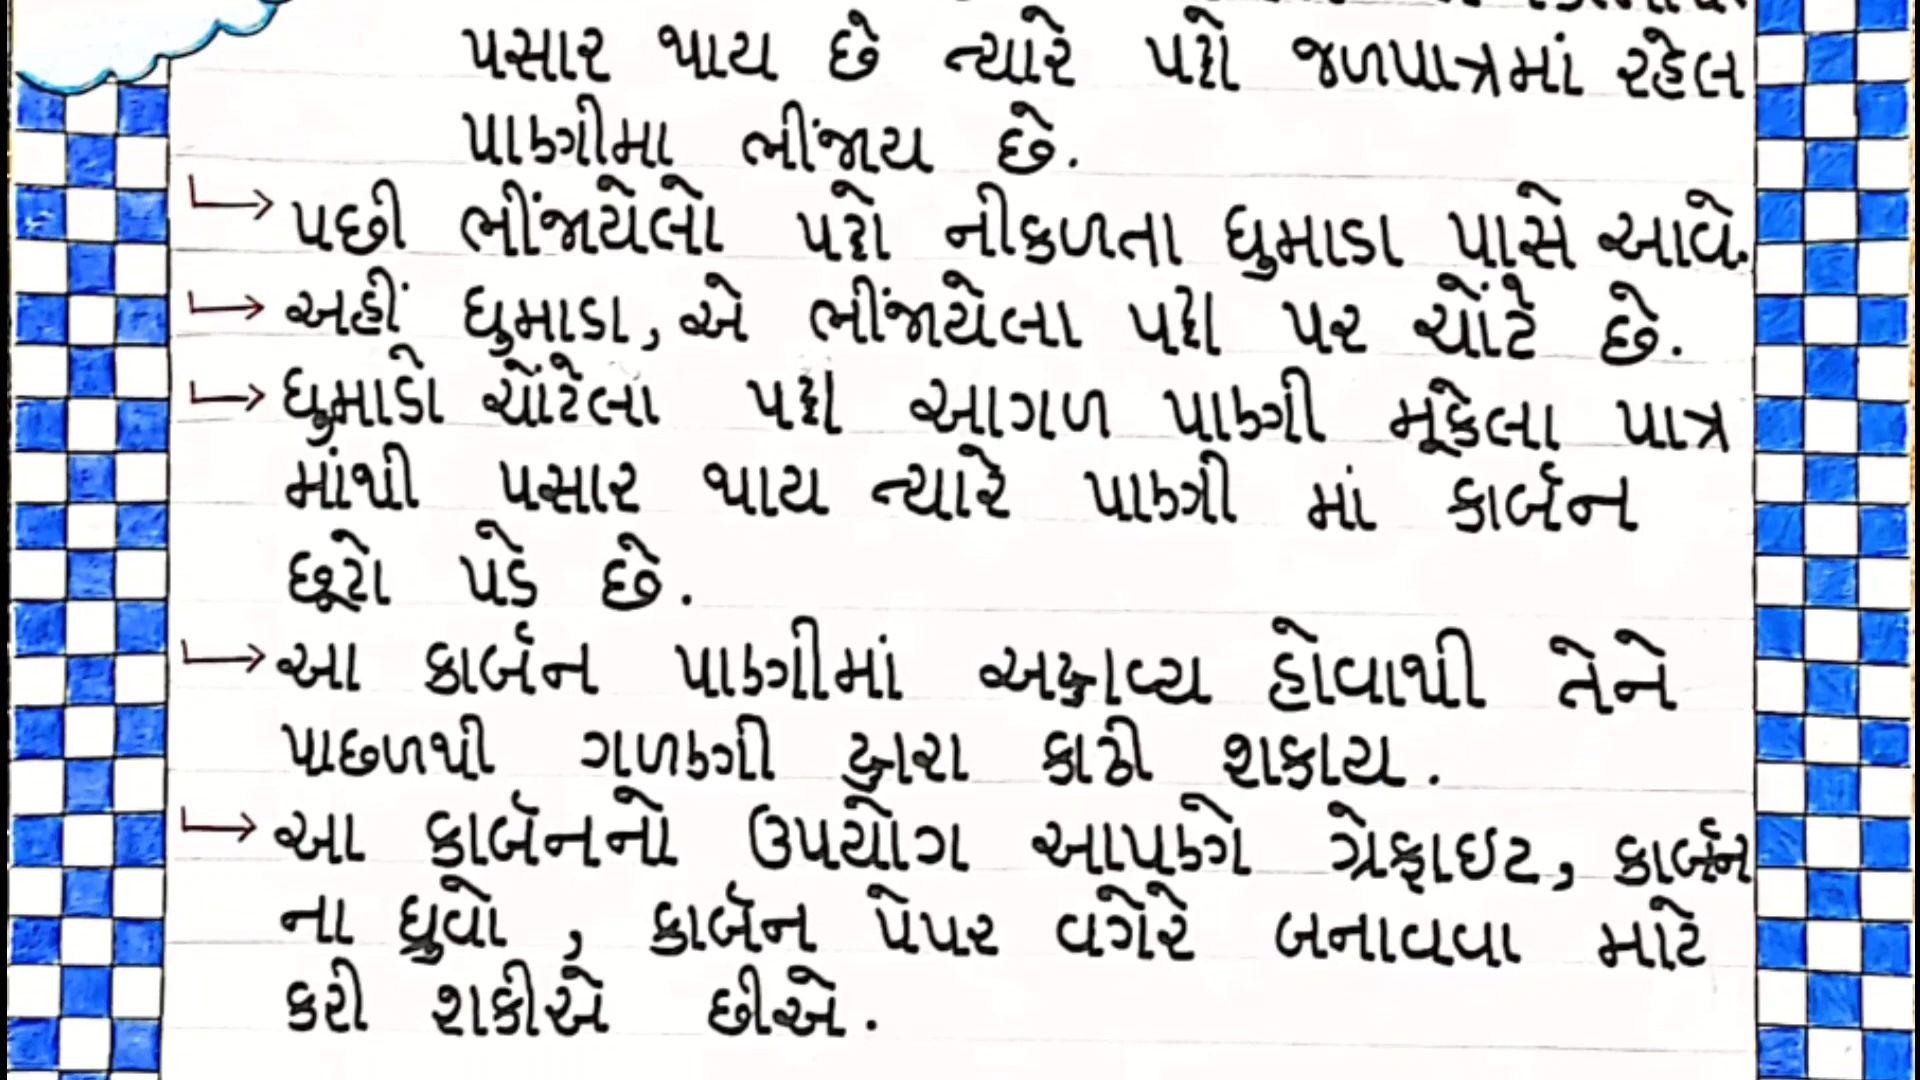 પસાર થાય છે ત્યારે પટ્ટો જળપાત્રમાં રહેલ
પાણીમા ભીંજાય છે.
પછી ભીંજાયેલો પટ્ટો નીકળતા ધુમાડા પાસે આવે.
અહીં ધુમાડા, એ ભીંજાયેલા પટ્ટા પર ચોંટે છે.
ધુમાડો ચોંટેલા પટ્ટા આગળ પાણી મૂકેલા પાત્ર
માંથી પસાર થાય ત્યારે પાણી માં કાર્બન
છૂટો પડે છે.
આ કાર્બન પાણીમાં અદ્રાવ્ય હોવાથી તેને
પાછળથી ગળણી દ્વારા કાઢી શકાય.
આ કાર્બનનો ઉપયોગ આપણે ગ્રેફાઇટ, કાર્બન
ના ધ્રુવો, કાર્બન પેપર વગેરે બનાવવા માટે
કરી શકીએ છીએ.